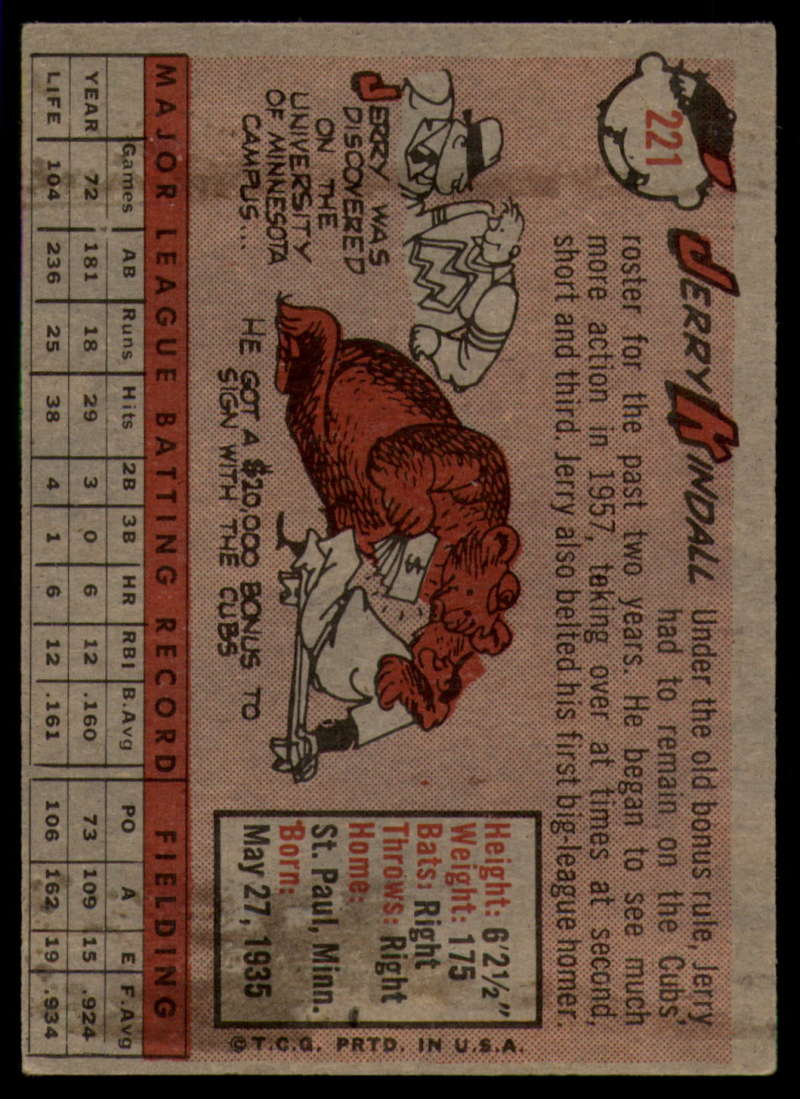 221
JERRY KINDALL
Under the old bonus rule, Jerry
had to remain on the Cubs'
roster for the past two years. He began to see much
more action in 1957, taking over at times at second,
short and third. Jerry also belted his first big-league homer.
JERRY WAS
DISCOVERED
ON THE
UNIVERSITY
OF MINNESOTA
CAMPUS...
M
$
HE GOT A $20,000 BONUS TO
SIGN WITH THE CUBS
Height: 6'2½"
Weight: 175
Bats: Right
Throws: Right
Home:
St. Paul, Minn.
Born:
May 27, 1935
©T.C.G. PRTD. IN U.S.A.
MAJOR LEAGUE BATTING RECORD FIELDING
Games AB Runs Hits 2B 3B HR RBI B.Avg PO A E F.Avg
YEAR 72 181 18 29 3 0 6 12 .160 73 109 15 .924
LIFE 104 236 25 38 4 1 6 12 .161 106 162 19 .934